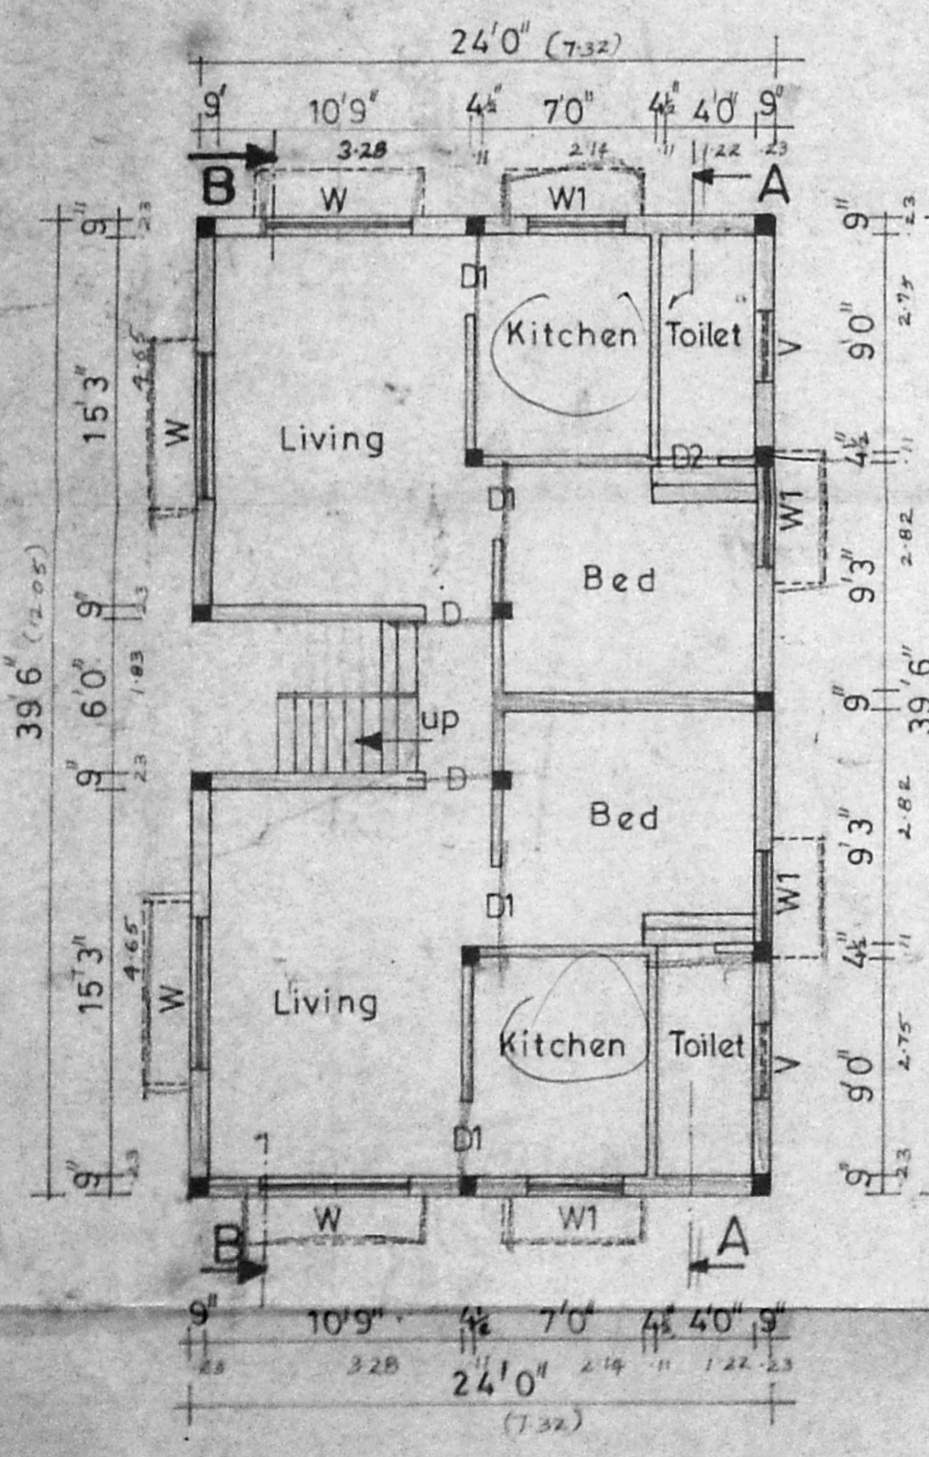 24'0" (7.32)
9" 10'9" 4½" 7'0" 4½" 4'0" 9"
3.28 .11 2.14 .11 1.22 .23
B W W1 A
9" .23 9" .23
D1
Kitchen Toilet V
9'0" 2.75
15'3" 4.65 W Living
D2 4½" .11
D1 W1
Bed 9'3" 2.82
9" 23 D
39'6" (12.05) 6'0" 1.83 up 9" 39'6"
9" 23 D
Bed 9'3" 2.82
D1 W1
4½" 11
15'3" 4.65 W Living Kitchen Toilet V
9'0" 2.75
D1
9" 23 9" 23
W W1
B A
9" 10'9" 4½ 7'0" 4½" 4'0" 9"
.23 3.28 .11 2.14 .11 1.22 .23
24'0"
(7.32)